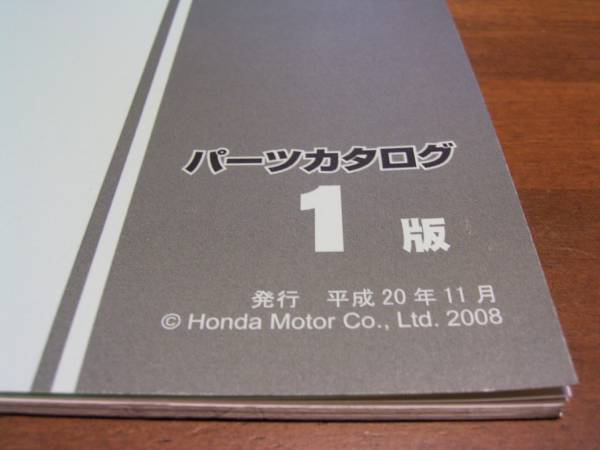 パーツカタログ
1 版
発行 平成 20 年 11 月
© Honda Motor Co., Ltd. 2008